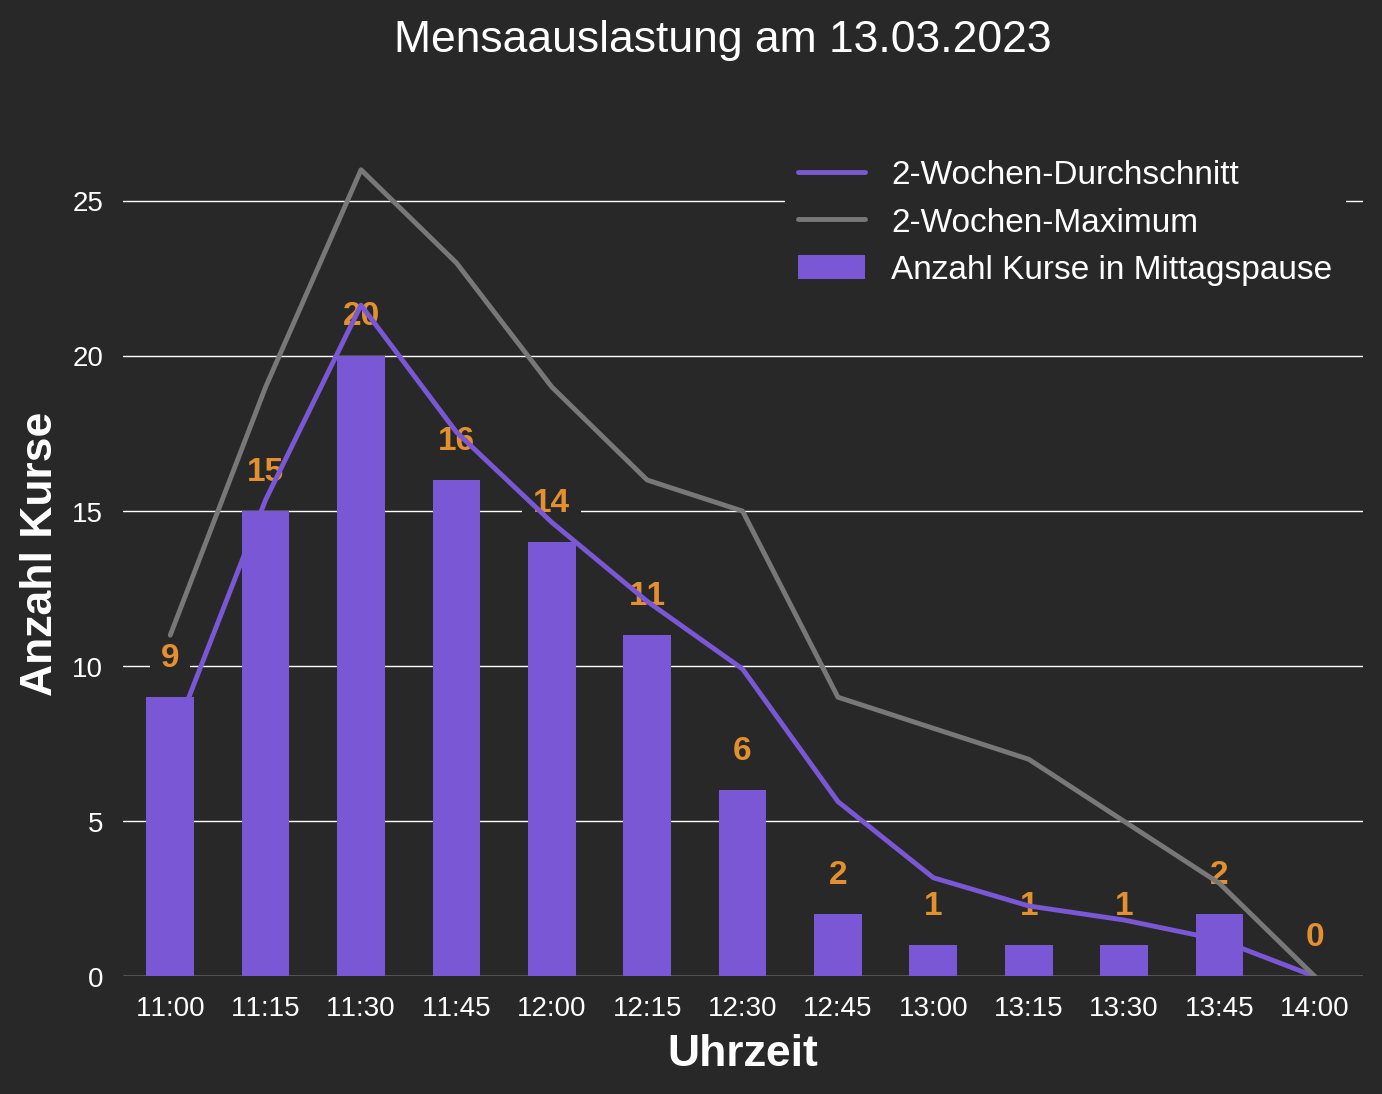 Mensaauslastung am 13.03.2023
2-Wochen-Durchschnitt
2-Wochen-Maximum
Anzahl Kurse in Mittagspause
Anzahl Kurse
25
20
15
10
5
0
9
15
20
16
14
11
6
2
1
1
1
2
0
11:00 11:15 11:30 11:45 12:00 12:15 12:30 12:45 13:00 13:15 13:30 13:45 14:00
Uhrzeit